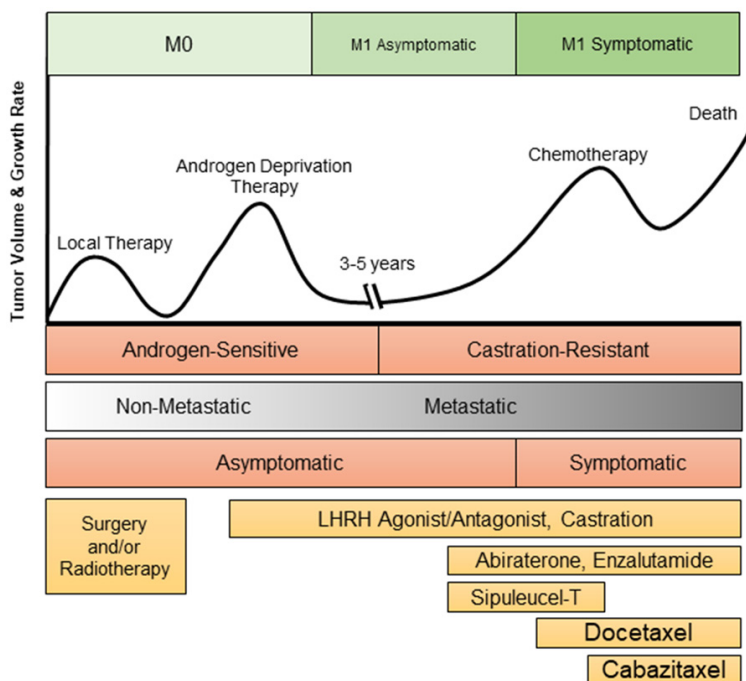 M0
M1 Asymptomatic
M1 Symptomatic
Tumor Volume & Growth Rate
Death
Chemotherapy
Androgen Deprivation
Therapy
Local Therapy
3-5 years
Androgen-Sensitive
Castration-Resistant
Non-Metastatic
Metastatic
Asymptomatic
Symptomatic
Surgery
and/or
Radiotherapy
LHRH Agonist/Antagonist, Castration
Abiraterone, Enzalutamide
Sipuleucel-T
Docetaxel
Cabazitaxel